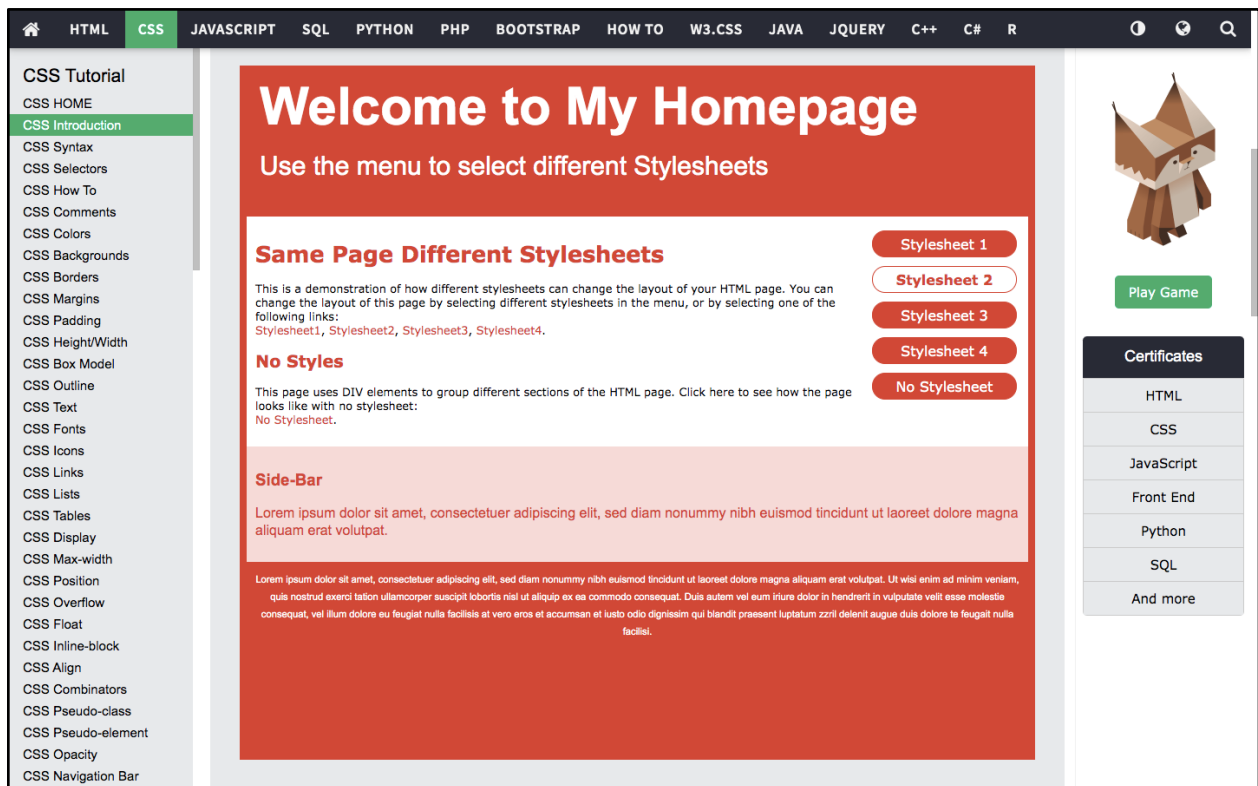 HTML CSS JAVASCRIPT SQL PYTHON PHP BOOTSTRAP HOW TO W3.CSS JAVA JQUERY C++ C# R
CSS Tutorial
CSS HOME
CSS Introduction
CSS Syntax
CSS Selectors
CSS How To
CSS Comments
CSS Colors
CSS Backgrounds
CSS Borders
CSS Margins
CSS Padding
CSS Height/Width
CSS Box Model
CSS Outline
CSS Text
CSS Fonts
CSS Icons
CSS Links
CSS Lists
CSS Tables
CSS Display
CSS Max-width
CSS Position
CSS Overflow
CSS Float
CSS Inline-block
CSS Align
CSS Combinators
CSS Pseudo-class
CSS Pseudo-element
CSS Opacity
CSS Navigation Bar
Welcome to My Homepage
Use the menu to select different Stylesheets
Same Page Different Stylesheets
This is a demonstration of how different stylesheets can change the layout of your HTML page. You can
change the layout of this page by selecting different stylesheets in the menu, or by selecting one of the
following links:
Stylesheet1, Stylesheet2, Stylesheet3, Stylesheet4.
No Styles
This page uses DIV elements to group different sections of the HTML page. Click here to see how the page
looks like with no stylesheet:
No Stylesheet.
Stylesheet 1
Stylesheet 2
Stylesheet 3
Stylesheet 4
No Stylesheet
Side-Bar
Lorem ipsum dolor sit amet, consectetuer adipiscing elit, sed diam nonummy nibh euismod tincidunt ut laoreet dolore magna
aliquam erat volutpat.
Lorem ipsum dolor sit amet, consectetuer adipiscing elit, sed diam nonummy nibh euismod tincidunt ut laoreet dolore magna aliquam erat volutpat. Ut wisi enim ad minim veniam,
quis nostrud exerci tation ullamcorper suscipit lobortis nisl ut aliquip ex ea commodo consequat. Duis autem vel eum iriure dolor in hendrerit in vulputate velit esse molestie
consequat, vel illum dolore eu feugiat nulla facilisis at vero eros et accumsan et iusto odio dignissim qui blandit praesent luptatum zzril delenit augue duis dolore te feugait nulla
facilisi.
Play Game
Certificates
HTML
CSS
JavaScript
Front End
Python
SQL
And more